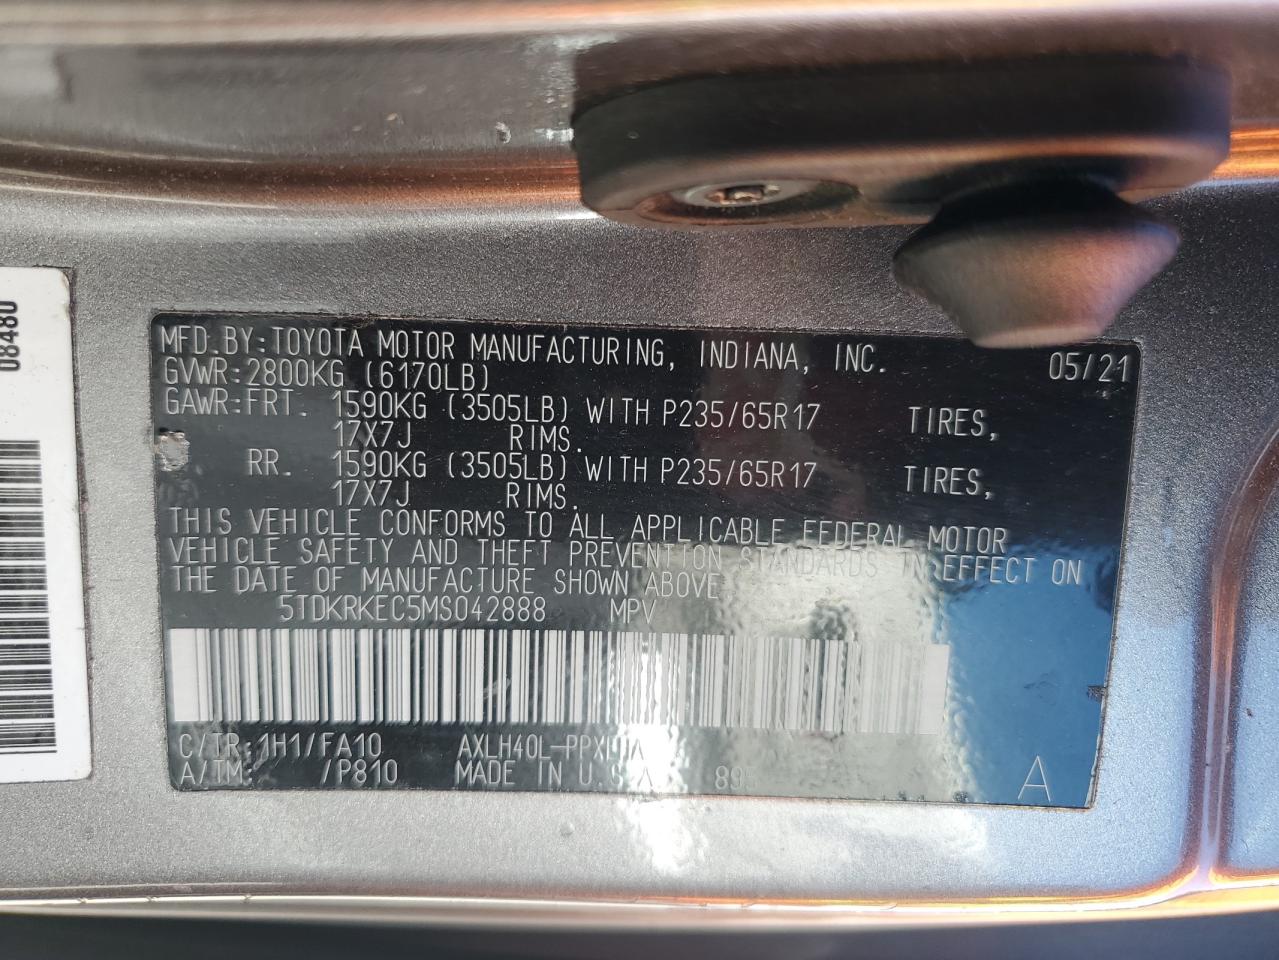 08480
MFD.BY:TOYOTA MOTOR MANUFACTURING, INDIANA, INC. 05/21
GVWR:2800KG (6170LB)
GAWR:FRT. 1590KG (3505LB) WITH P235/65R17 TIRES,
17X7J RIMS.
RR. 1590KG (3505LB) WITH P235/65R17 TIRES,
17X7J RIMS.
THIS VEHICLE CONFORMS TO ALL APPLICABLE FEDERAL MOTOR
VEHICLE SAFETY AND THEFT PREVENTION STANDARDS IN EFFECT ON
THE DATE OF MANUFACTURE SHOWN ABOVE.
5TDKRKEC5MS042888 MPV
C/TR:1H1/FA10
A/TM: /P810 MADE IN U.S.A. A